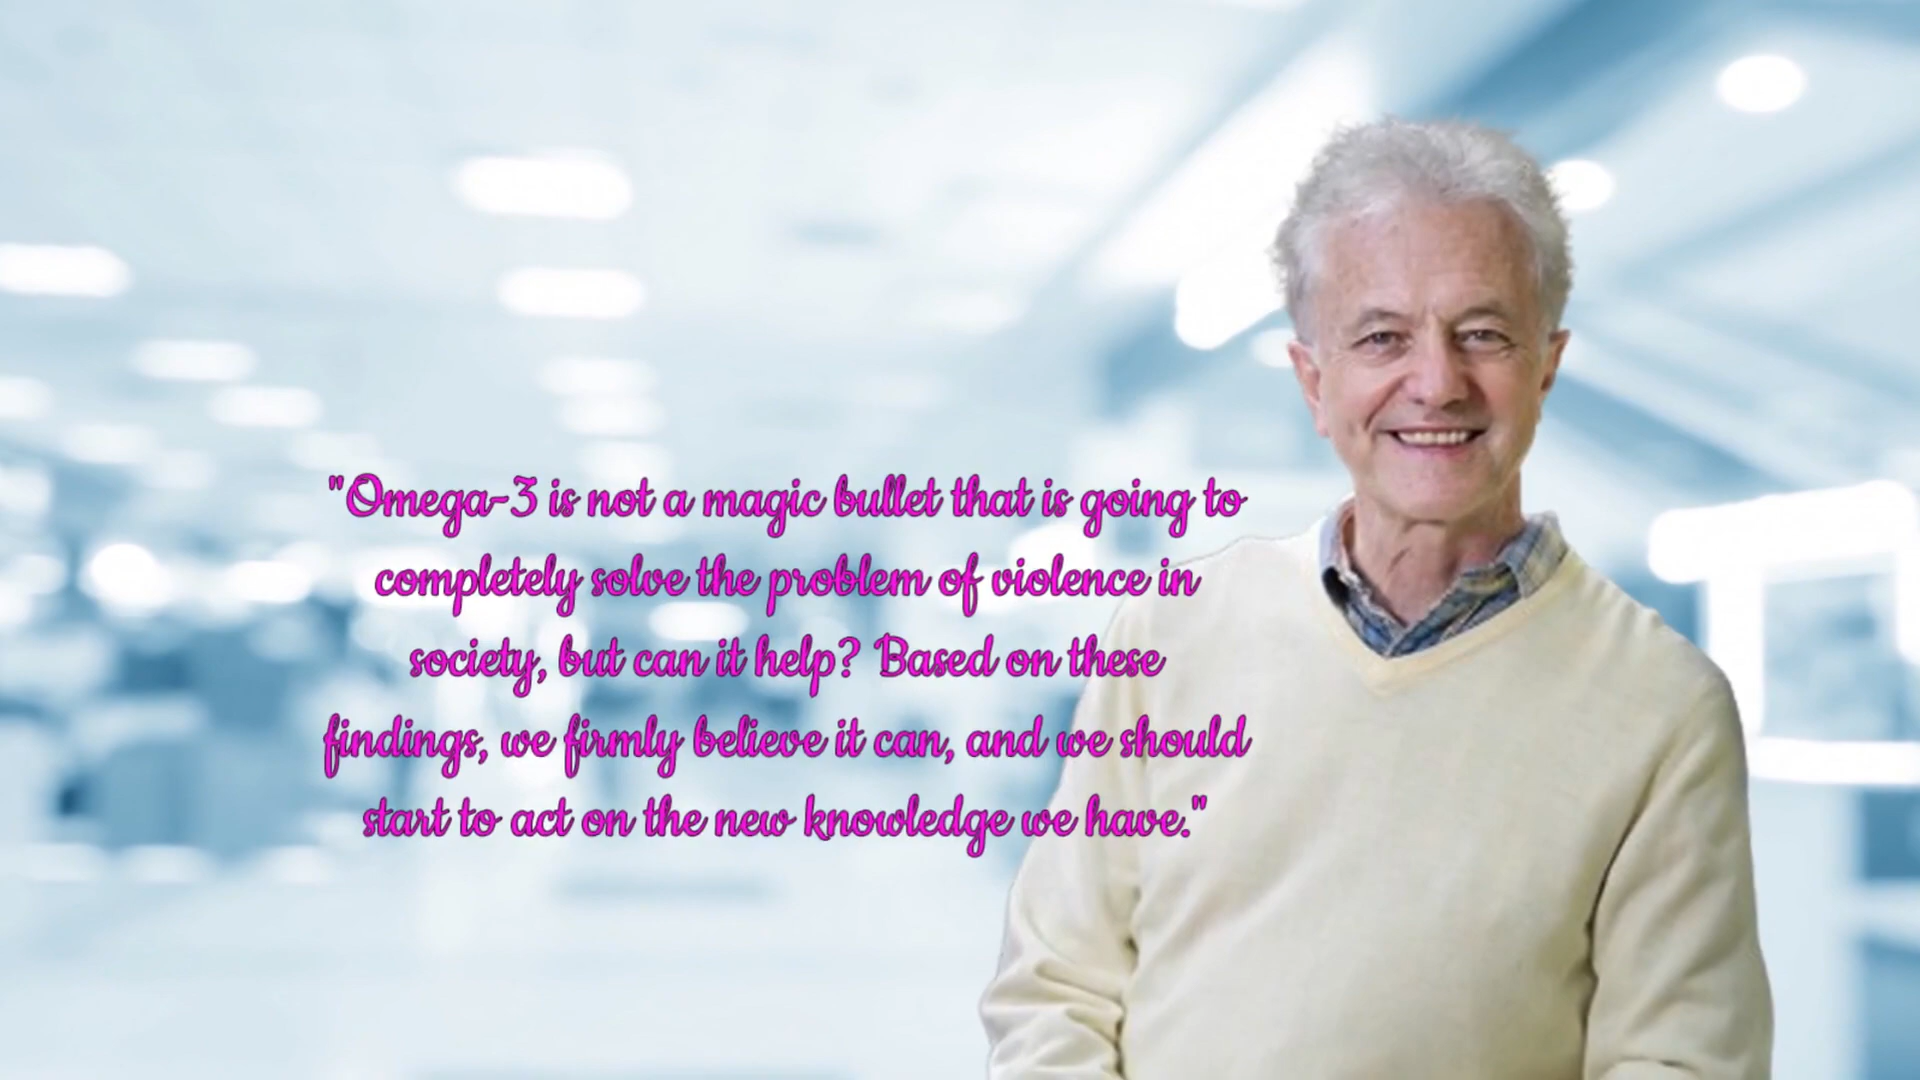 "Omega-3 is not a magic bullet that is going to
completely solve the problem of violence in
society, but can it help? Based on these
findings, we firmly believe it can, and we should
start to act on the new knowledge we have."